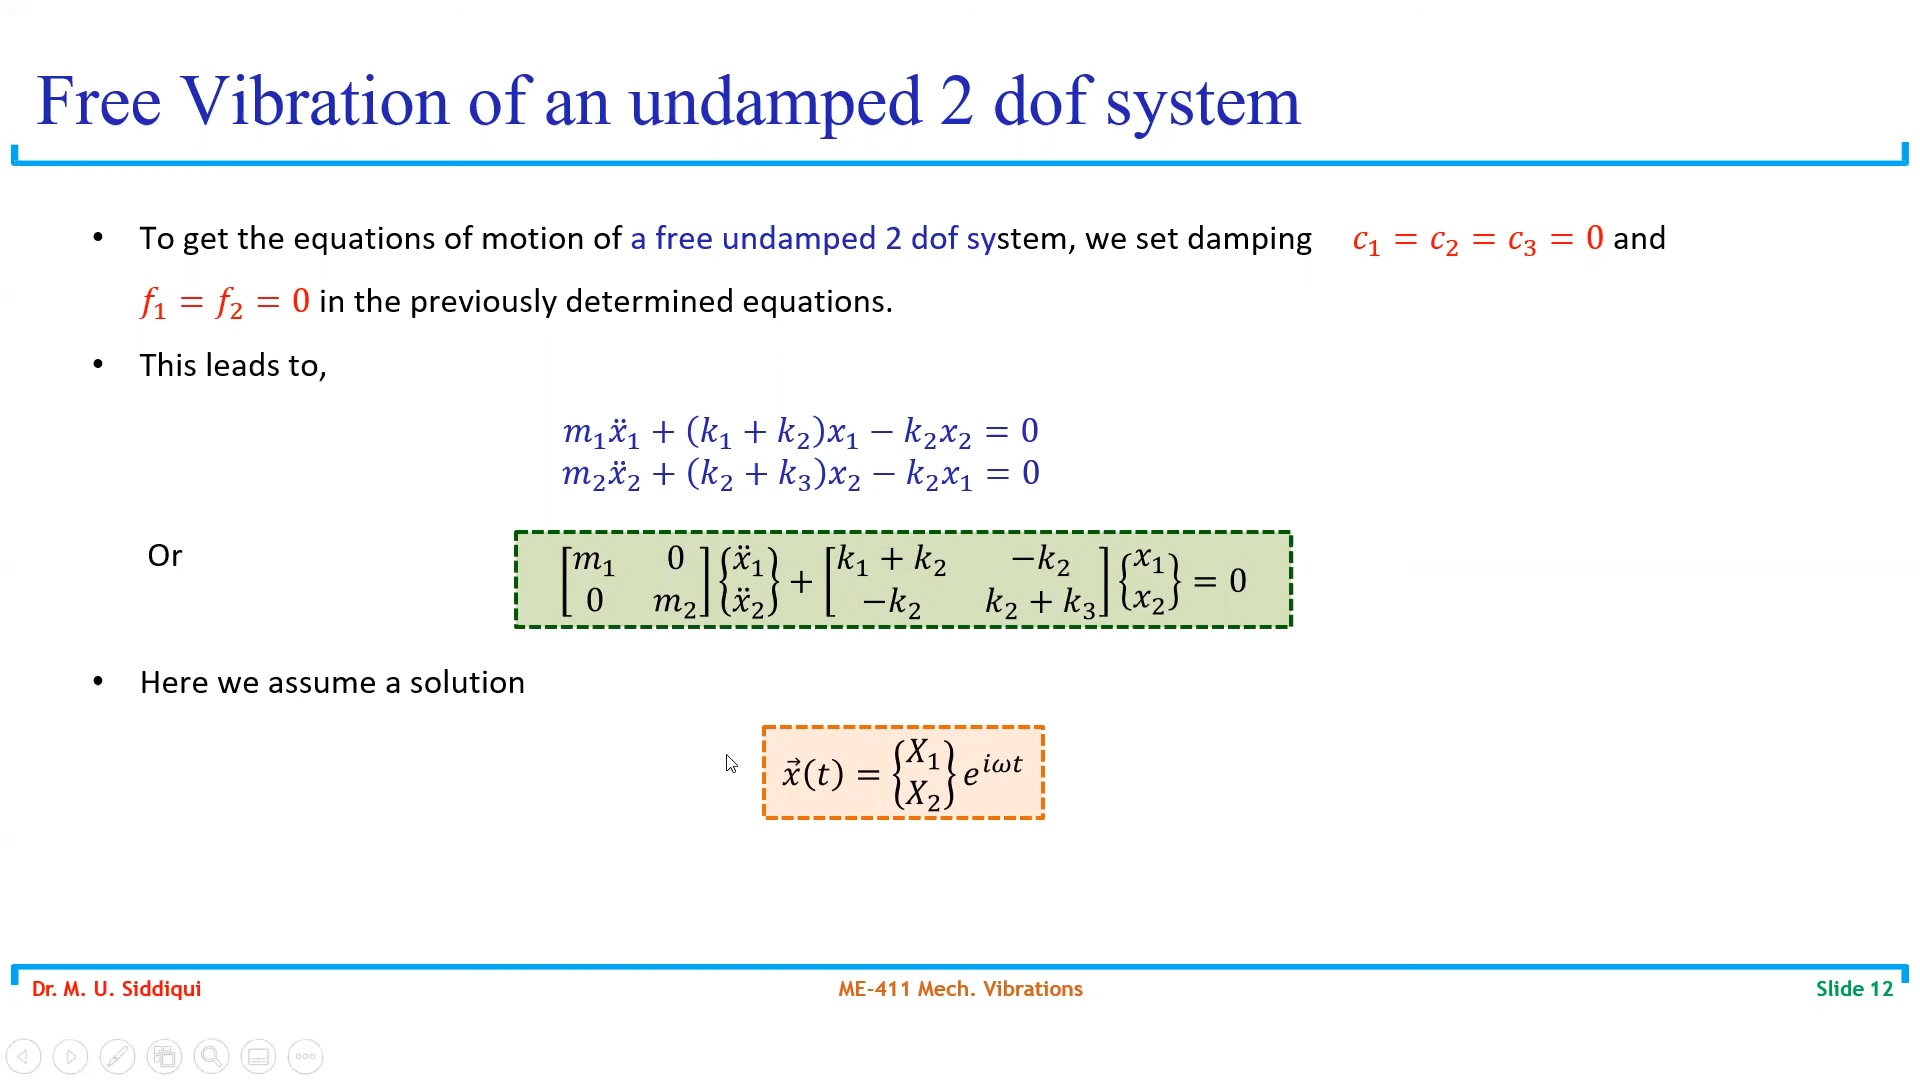 Free Vibration of an undamped 2 dof system
• To get the equations of motion of a free undamped 2 dof system, we set damping c₁ = c₂ = c₃ = 0 and
f₁ = f₂ = 0 in the previously determined equations.
• This leads to,
m₁ẍ₁ + (k₁ + k₂)x₁ − k₂x₂ = 0
m₂ẍ₂ + (k₂ + k₃)x₂ − k₂x₁ = 0
Or
[m₁ 0; 0 m₂]{ẍ₁; ẍ₂} + [k₁ + k₂ −k₂; −k₂ k₂ + k₃]{x₁; x₂} = 0
• Here we assume a solution
x⃗(t) = {X₁; X₂} e^{iωt}
Dr. M. U. Siddiqui ME-411 Mech. Vibrations Slide 12